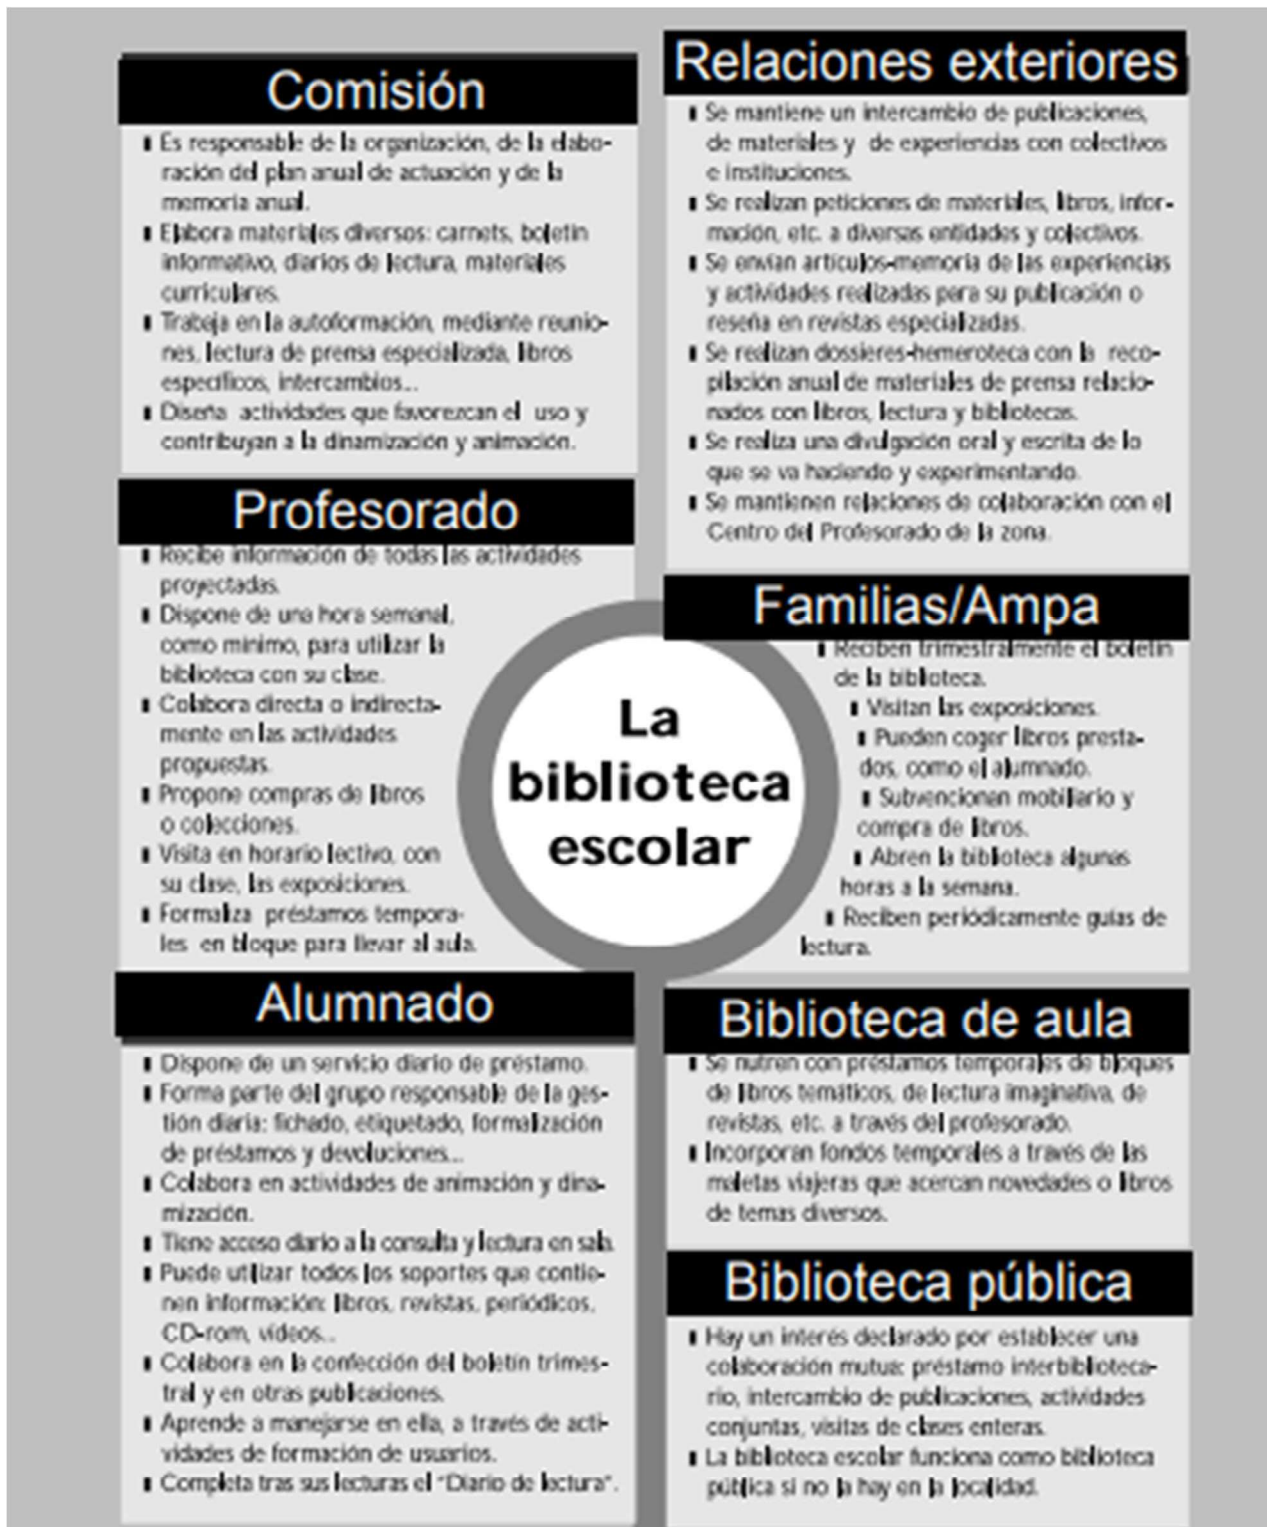 Comisión
Es responsable de la organización, de la elabo-
ración del plan anual de actuación y de la
memoria anual.
Elabora materiales diversos: carnets, boletín
informativo, diarios de lectura, materiales
curriculares.
Trabaja en la autoformación, mediante reunio-
nes, lectura de prensa especializada, libros
específicos, intercambios...
Diseña actividades que favorezcan el uso y
contribuyan a la dinamización y animación.
Profesorado
Recibe información de todas las actividades
proyectadas.
Dispone de una hora semanal,
como mínimo, para utilizar la
biblioteca con su clase.
Colabora directa o indirecta-
mente en las actividades
propuestas.
Propone compras de libros
o colecciones.
Visita en horario lectivo, con
su clase, las exposiciones.
Formaliza préstamos tempora-
les en bloque para llevar al aula.
Alumnado
Dispone de un servicio diario de préstamo.
Forma parte del grupo responsable de la ges-
tión diaria: fichado, etiquetado, formalización
de préstamos y devoluciones...
Colabora en actividades de animación y dina-
mización.
Tiene acceso diario a la consulta y lectura en sala.
Puede utilizar todos los soportes que contie-
nen información: libros, revistas, periódicos,
CD-rom, vídeos...
Colabora en la confección del boletín trimes-
tral y en otras publicaciones.
Aprende a manejarse en ella, a través de acti-
vidades de formación de usuarios.
Completa tras sus lecturas el "Diario de lectura".
La
biblioteca
escolar
Relaciones exteriores
Se mantiene un intercambio de publicaciones,
de materiales y de experiencias con colectivos
e instituciones.
Se realizan peticiones de materiales, libros, infor-
mación, etc. a diversas entidades y colectivos.
Se envían artículos-memoria de las experiencias
y actividades realizadas para su publicación o
reseña en revistas especializadas.
Se realizan dossieres-hemeroteca con la reco-
pilación anual de materiales de prensa relacio-
nados con libros, lectura y bibliotecas.
Se realiza una divulgación oral y escrita de lo
que se va haciendo y experimentando.
Se mantienen relaciones de colaboración con el
Centro del Profesorado de la zona.
Familias/Ampa
Reciben trimestralmente el boletín
de la biblioteca.
Visitan las exposiciones.
Pueden coger libros presta-
dos, como el alumnado.
Subvencionan mobiliario y
compra de libros.
Abren la biblioteca algunas
horas a la semana.
Reciben periódicamente guías de
lectura.
Biblioteca de aula
Se nutren con préstamos temporales de bloques
de libros temáticos, de lectura imaginativa, de
revistas, etc. a través del profesorado.
Incorporan fondos temporales a través de las
maletas viajeras que acercan novedades o libros
de temas diversos.
Biblioteca pública
Hay un interés declarado por establecer una
colaboración mutua: préstamo interbiblioteca-
rio, intercambio de publicaciones, actividades
conjuntas, visitas de clases enteras.
La biblioteca escolar funciona como biblioteca
pública si no la hay en la localidad.